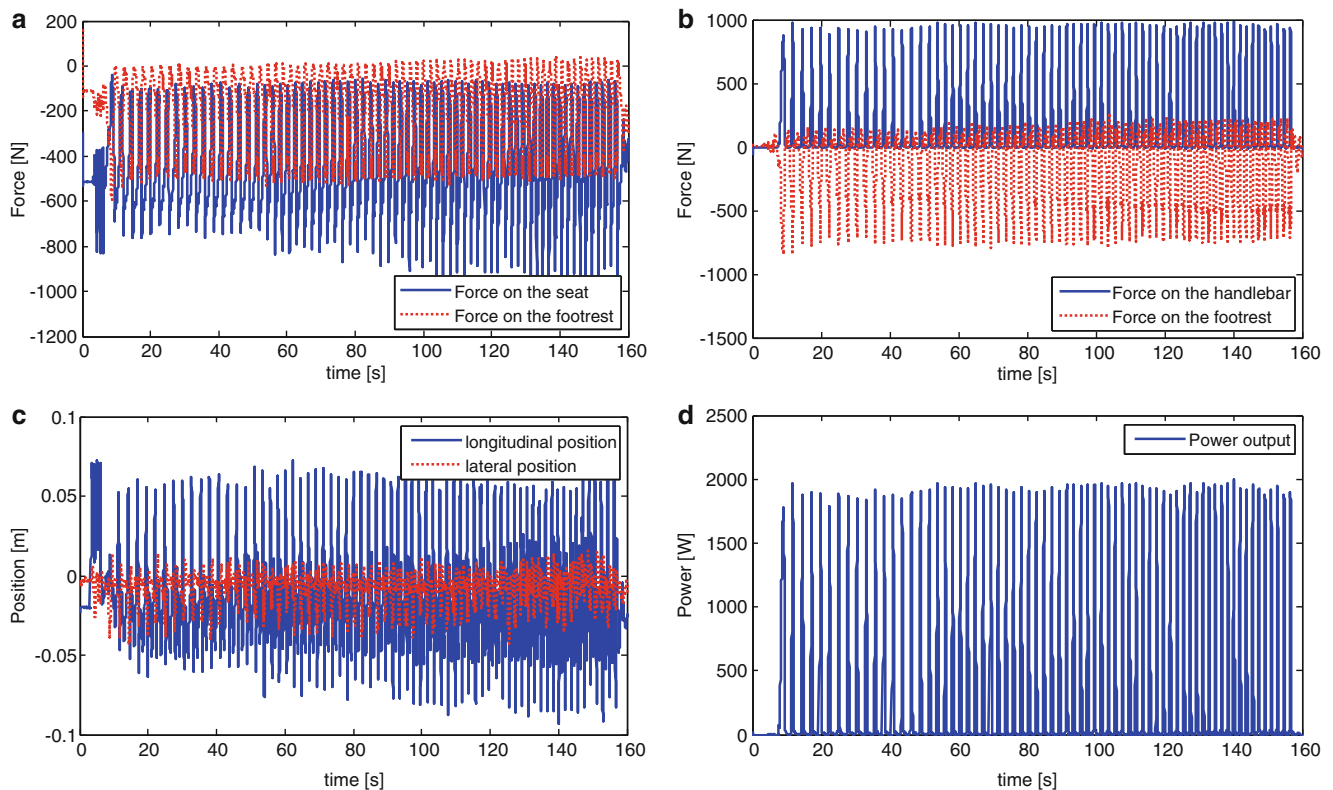 a
200
0
-200
-400
-600
-800
-1000
-1200
Force [N]
Force on the seat
Force on the footrest
0 20 40 60 80 100 120 140 160
time [s]
b
1000
500
0
-500
-1000
-1500
Force [N]
Force on the handlebar
Force on the footrest
0 20 40 60 80 100 120 140 160
time [s]
c
0.1
0.05
0
-0.05
-0.1
Position [m]
longitudinal position
lateral position
0 20 40 60 80 100 120 140 160
time [s]
d
2500
2000
1500
1000
500
0
Power [W]
Power output
0 20 40 60 80 100 120 140 160
time [s]